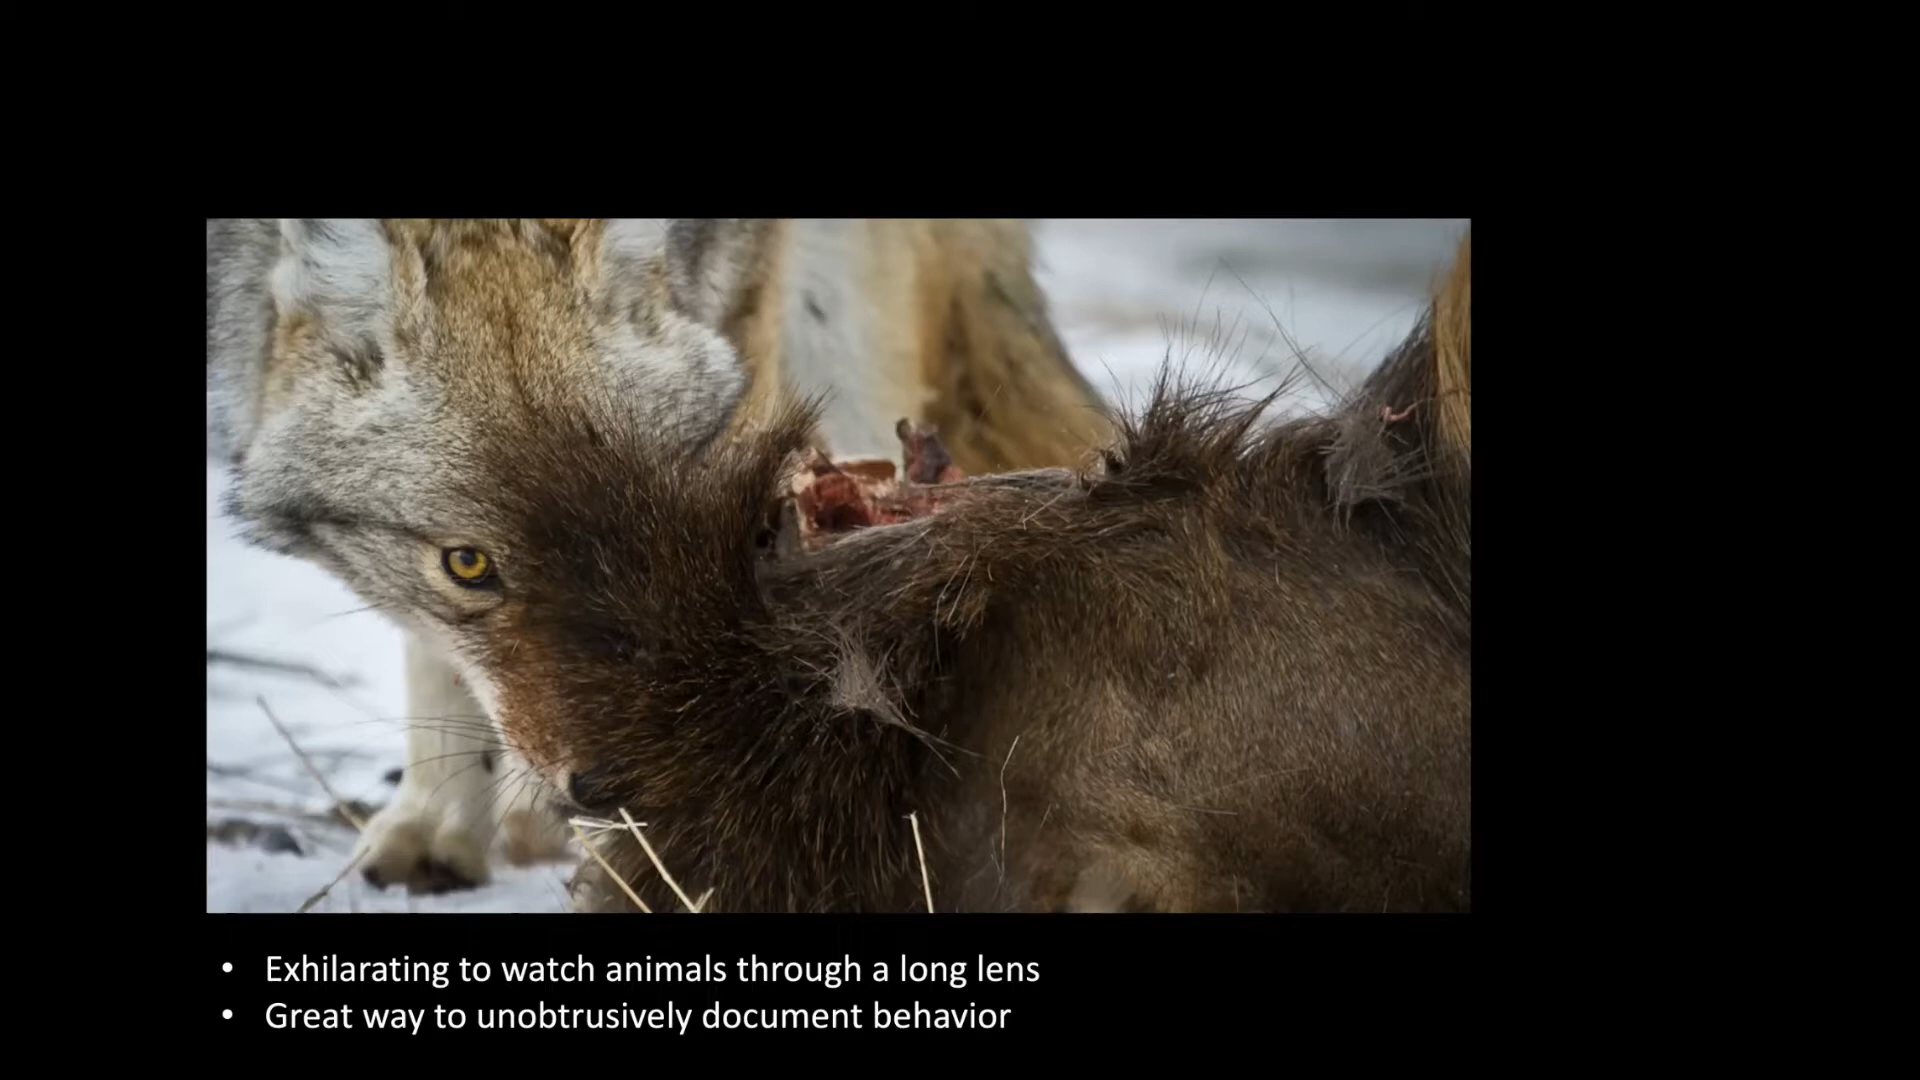 • Exhilarating to watch animals through a long lens
• Great way to unobtrusively document behavior